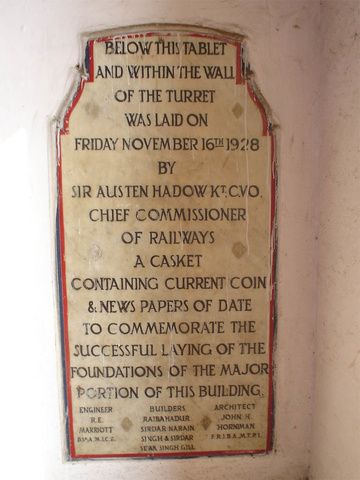 BELOW THIS TABLET
AND WITHIN THE WALL
OF THE TURRET
WAS LAID ON
FRIDAY NOVEMBER 16TH 1928
BY
SIR AUSTEN HADOW KT. C.V.O.
CHIEF COMMISSIONER
OF RAILWAYS
A CASKET
CONTAINING CURRENT COIN
& NEWS PAPERS OF DATE
TO COMMEMORATE THE
SUCCESSFUL LAYING OF THE
FOUNDATIONS OF THE MAJOR
PORTION OF THIS BUILDING
ENGINEER
R.E.
MARRIOTT
BUILDERS
RAIBAHADUR
SIRDAR NARAIN
SINGH & SIRDAR
SEWA SINGH GILL
ARCHITECT
JOHN H.
HORNIMAN
F.R.I.B.A. M.T.P.I.